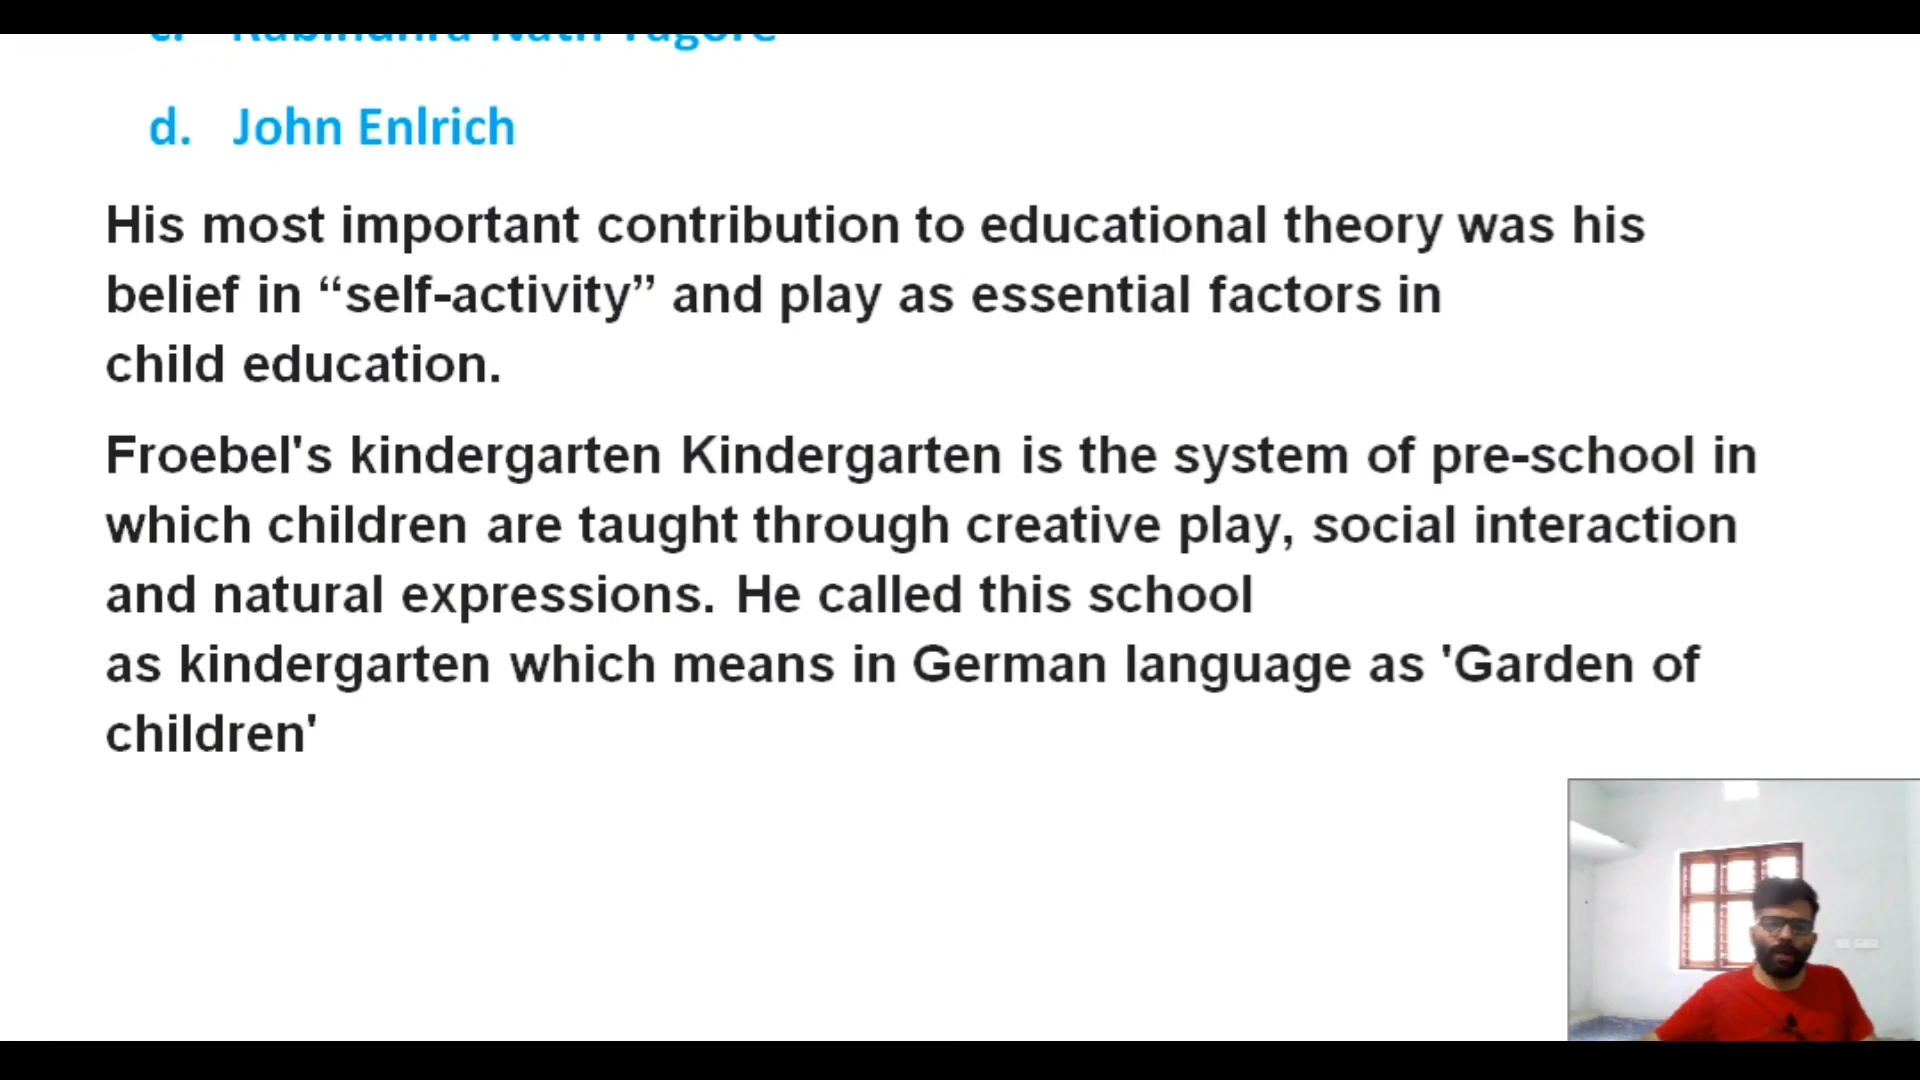 c. Rabindhra Nath Tagore
d. John Enlrich
His most important contribution to educational theory was his
belief in “self-activity” and play as essential factors in
child education.
Froebel's kindergarten Kindergarten is the system of pre-school in
which children are taught through creative play, social interaction
and natural expressions. He called this school
as kindergarten which means in German language as 'Garden of
children'